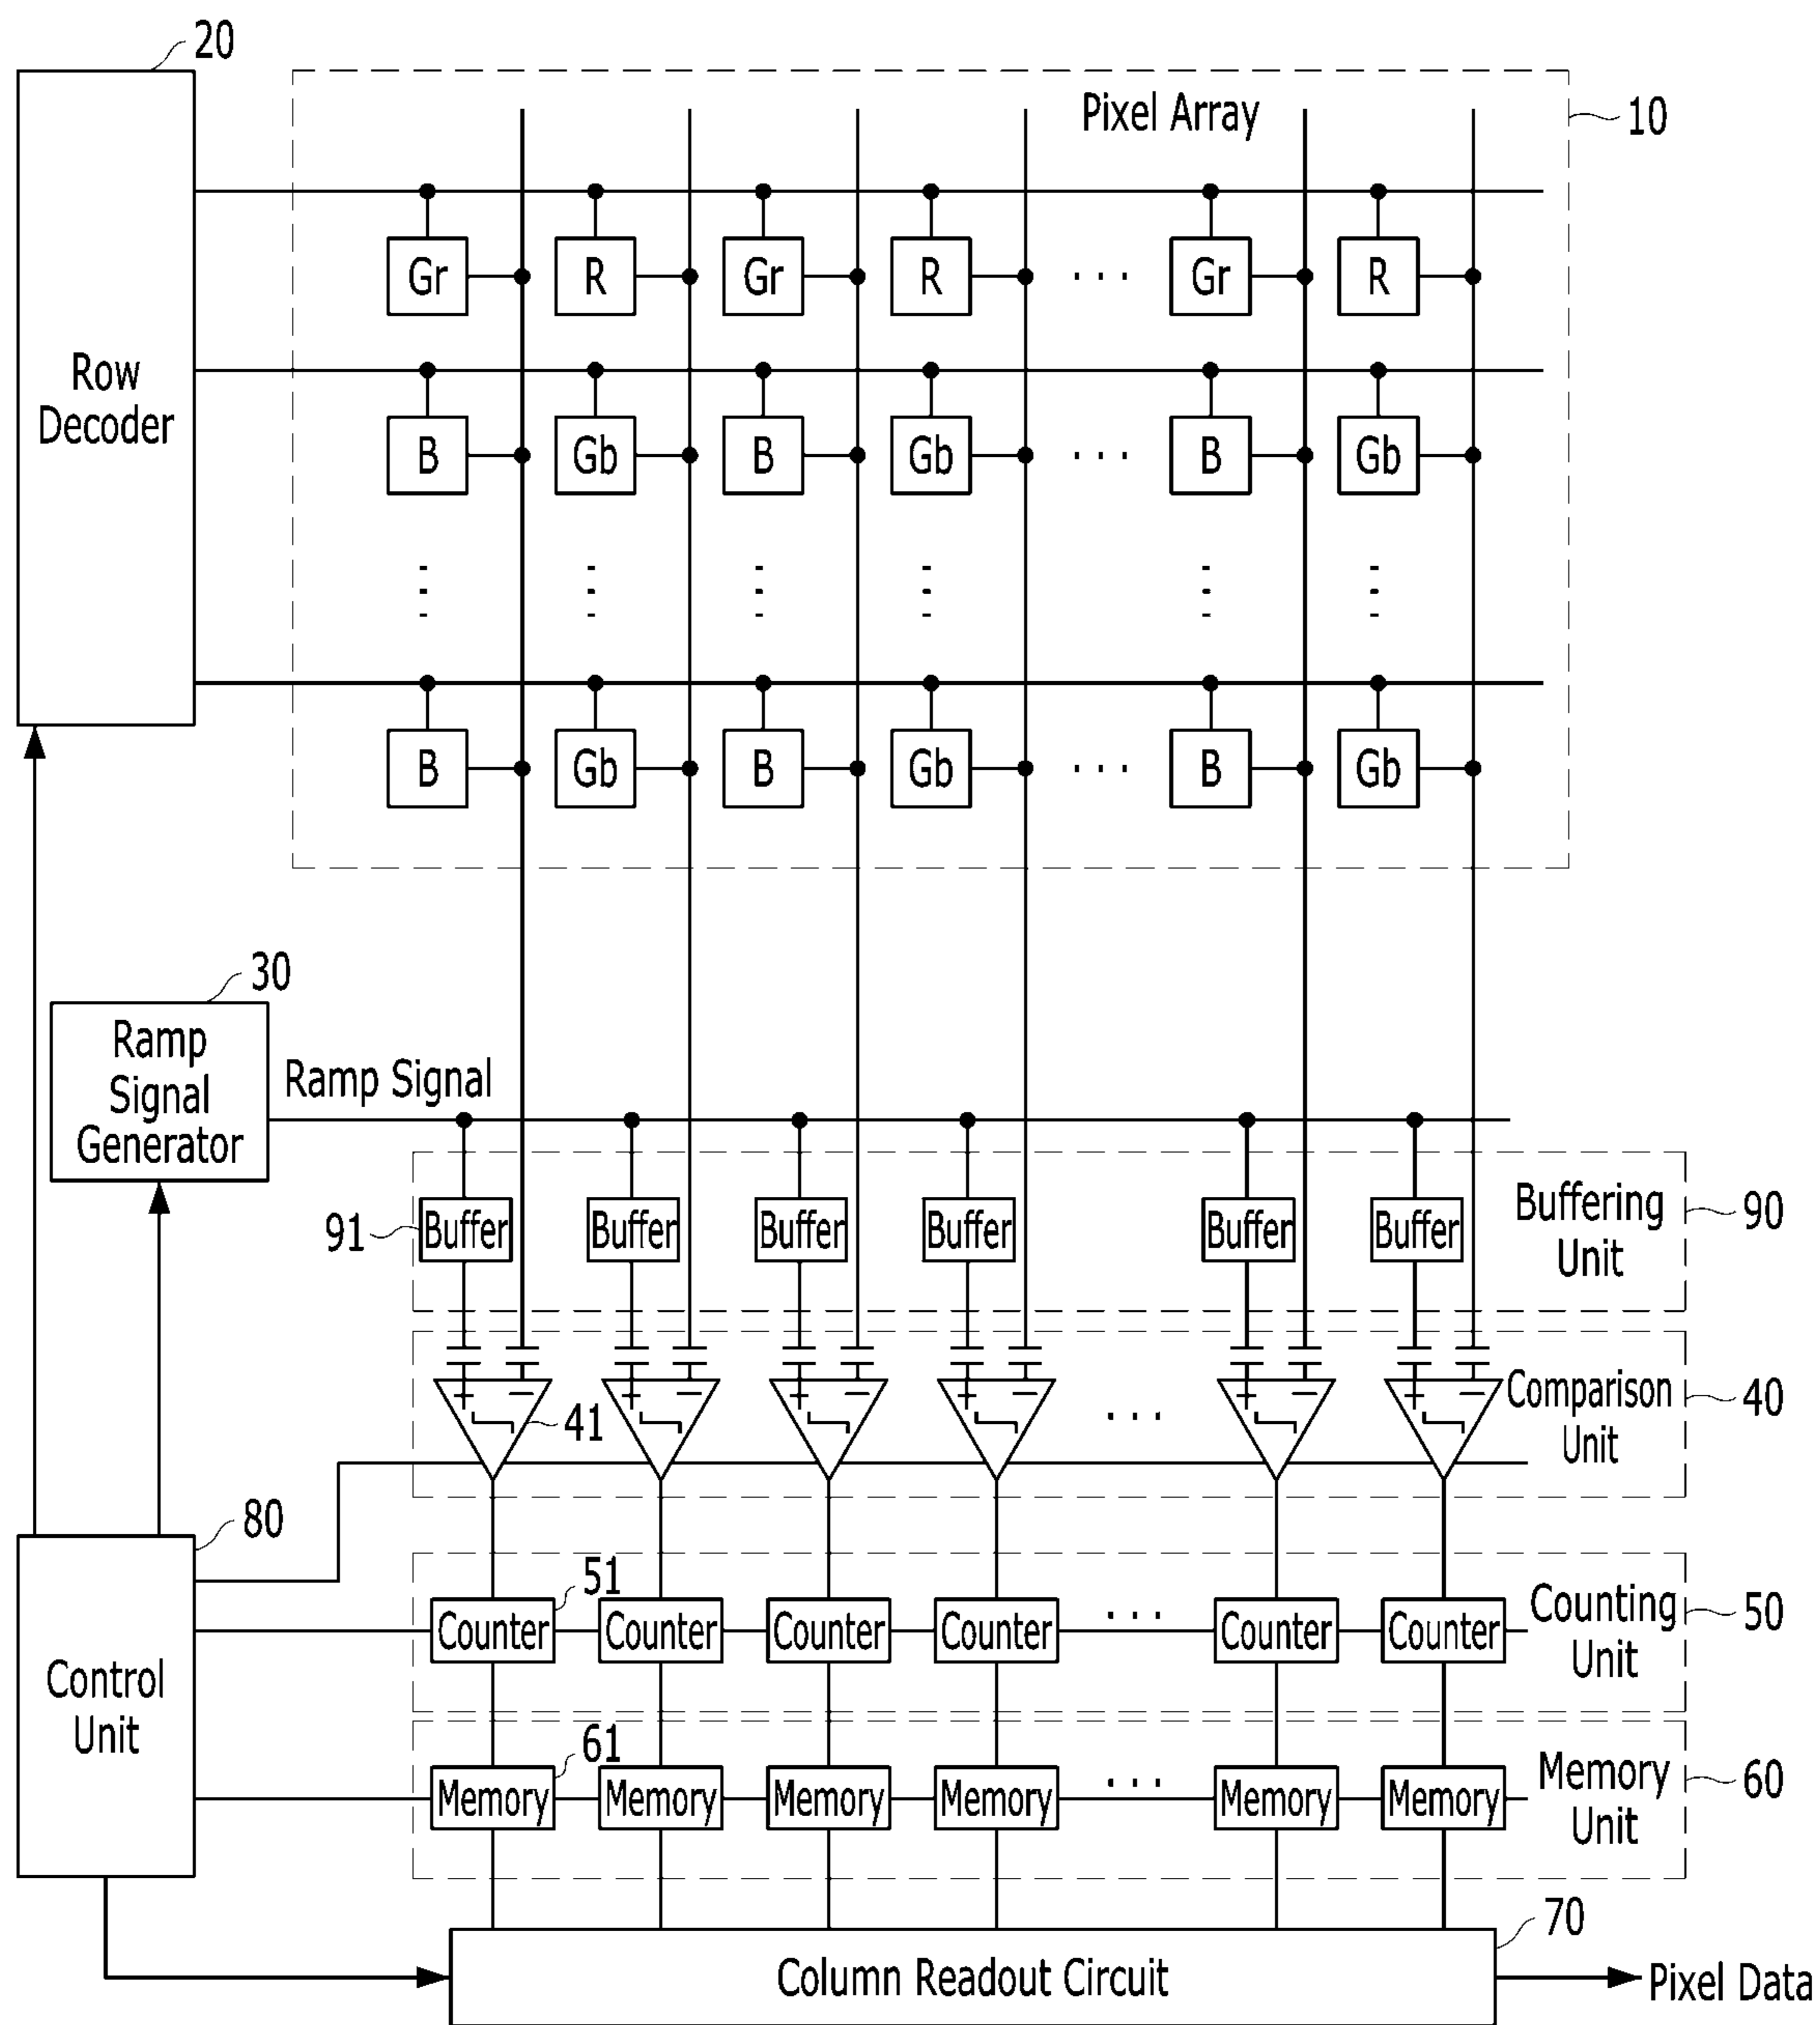 20
Pixel Array
10
Gr R Gr R ... Gr R
Row
Decoder
B Gb B Gb ... B Gb
B Gb B Gb ... B Gb
30
Ramp
Signal
Generator
Ramp Signal
91
Buffer Buffer Buffer Buffer Buffer Buffer
Buffering
Unit
90
+ − + − + − + − + − + −
41
...
Comparison
Unit
40
80
Control
Unit
51
Counter Counter Counter Counter ... Counter Counter
Counting
Unit
50
61
Memory Memory Memory Memory ... Memory Memory
Memory
Unit
60
70
Column Readout Circuit
Pixel Data